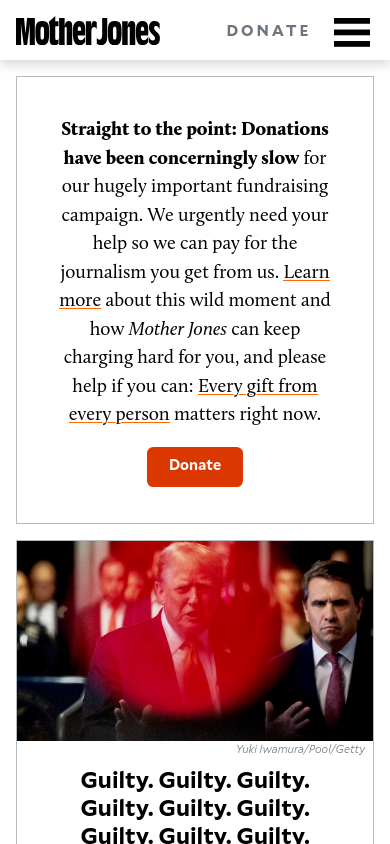 Mother Jones
DONATE
Straight to the point: Donations
have been concerningly slow for
our hugely important fundraising
campaign. We urgently need your
help so we can pay for the
journalism you get from us. Learn
more about this wild moment and
how Mother Jones can keep
charging hard for you, and please
help if you can: Every gift from
every person matters right now.
Donate
Yuki Iwamura/Pool/Getty
Guilty. Guilty. Guilty.
Guilty. Guilty. Guilty.
Guilty. Guilty. Guilty.